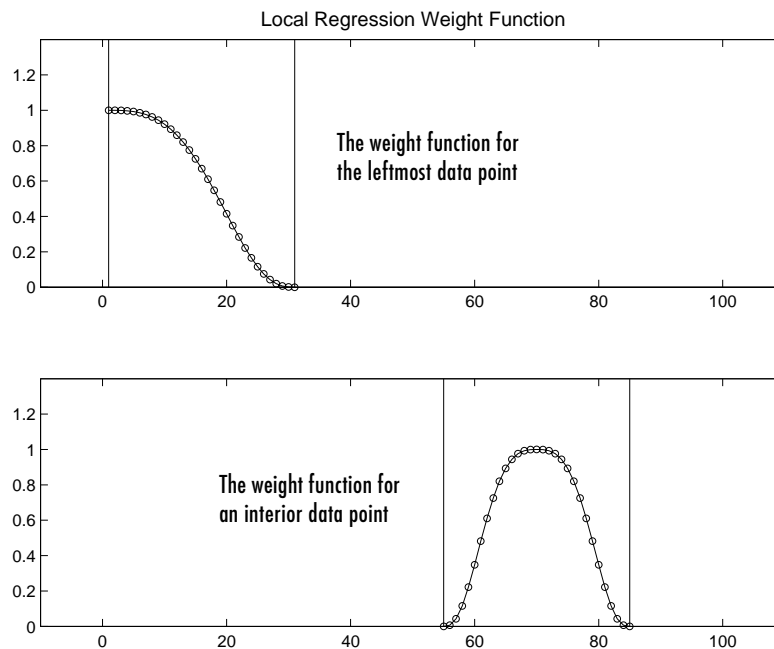 Local Regression Weight Function
1.2
1
0.8
0.6
0.4
0.2
0
The weight function for
the leftmost data point
0 20 40 60 80 100
1.2
1
0.8
0.6
0.4
0.2
0
The weight function for
an interior data point
0 20 40 60 80 100